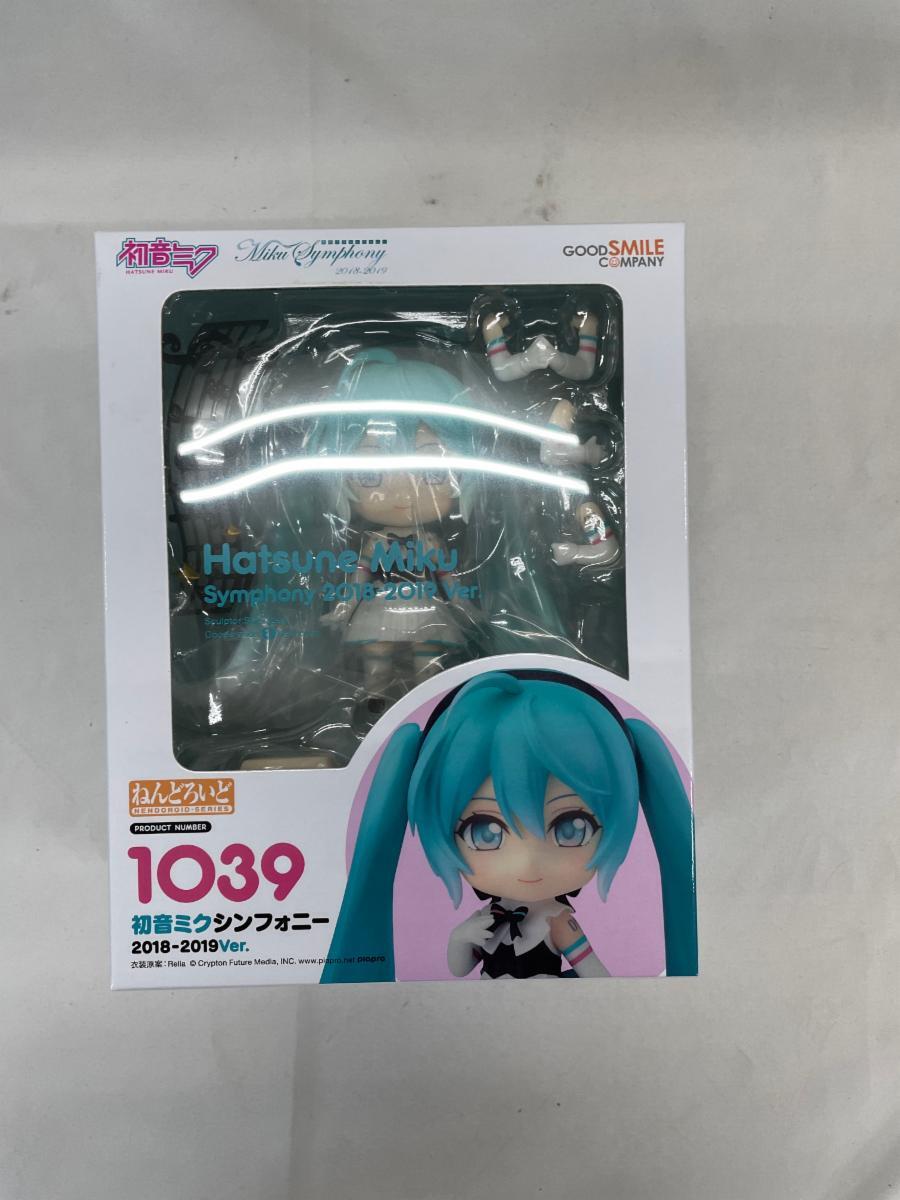 初音ミク
HATSUNE MIKU
Miku Symphony
2018-2019
GOOD SMILE
COMPANY
Hatsune Miku
Symphony 2018-2019 Ver.
Sculptor
ねんどろいど
NENDOROID-SERIES
PRODUCT NUMBER
1039
初音ミクシンフォニー
2018-2019Ver.
衣装原案：Rella © Crypton Future Media, INC. www.piapro.net piapro